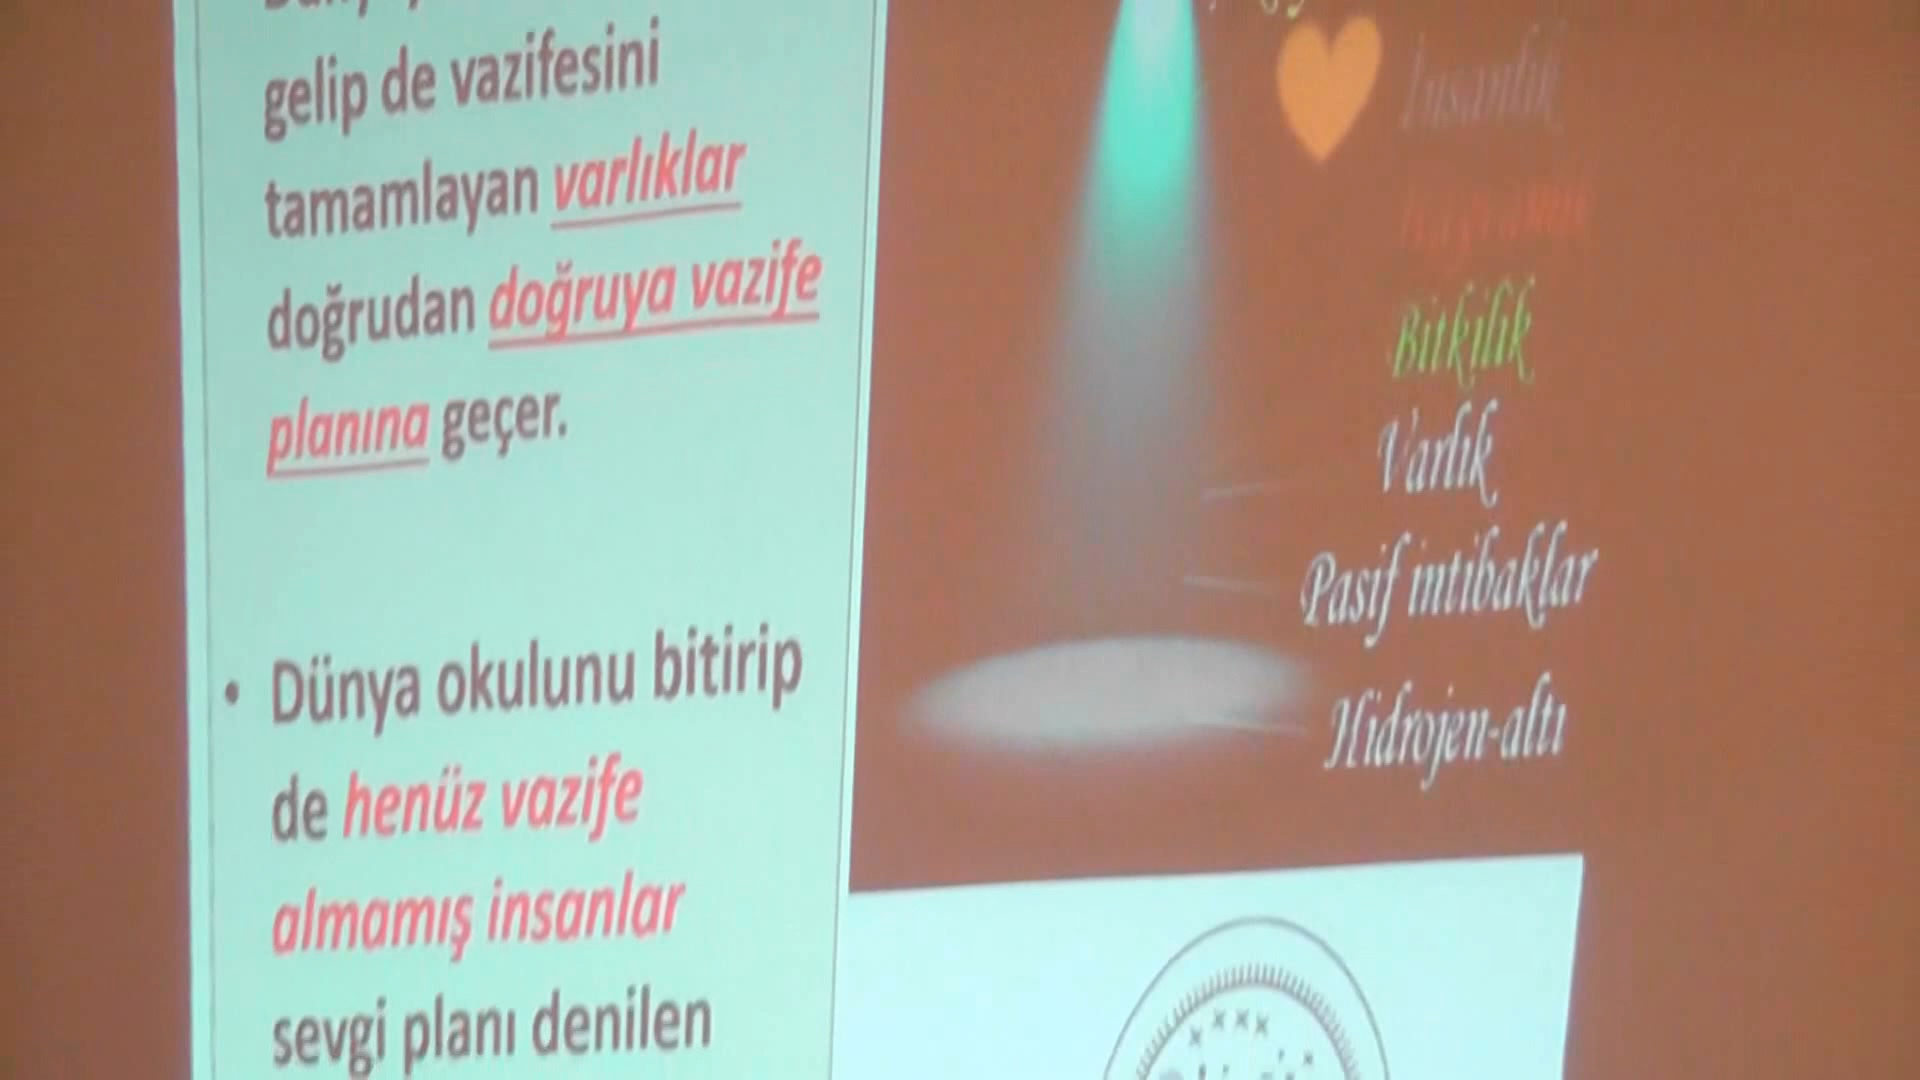 gelip de vazifesini
tamamlayan varlıklar
doğrudan doğruya vazife
planına geçer.
• Dünya okulunu bitirip
de henüz vazife
almamış insanlar
sevgi planı denilen
İnsanlık
Bitkilik
Varlık
Pasif intibaklar
Hidrojen-altı